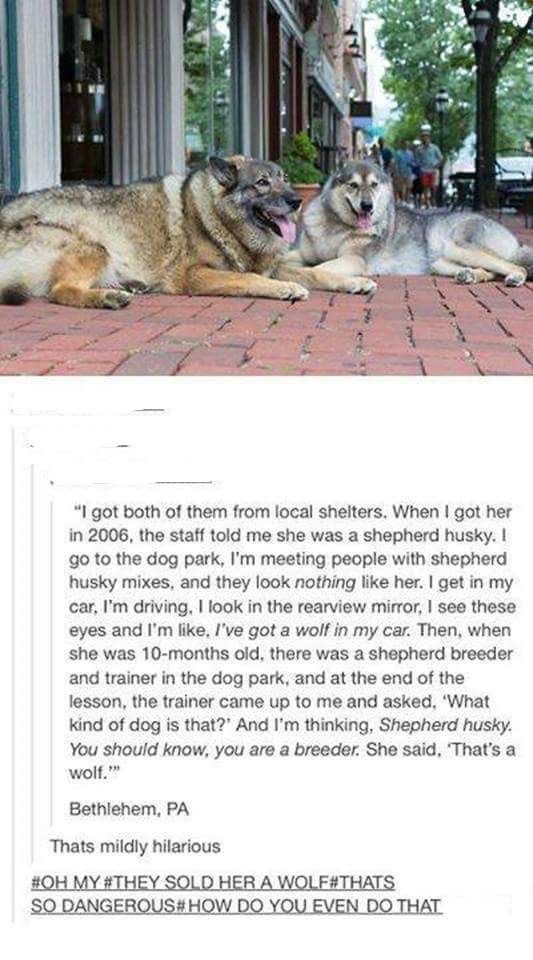 “I got both of them from local shelters. When I got her
in 2006, the staff told me she was a shepherd husky. I
go to the dog park, I'm meeting people with shepherd
husky mixes, and they look nothing like her. I get in my
car, I'm driving, I look in the rearview mirror, I see these
eyes and I'm like, I've got a wolf in my car. Then, when
she was 10-months old, there was a shepherd breeder
and trainer in the dog park, and at the end of the
lesson, the trainer came up to me and asked, ‘What
kind of dog is that?’ And I'm thinking, Shepherd husky.
You should know, you are a breeder. She said, ‘That's a
wolf.’”
Bethlehem, PA
Thats mildly hilarious
#OH MY #THEY SOLD HER A WOLF#THATS
SO DANGEROUS#HOW DO YOU EVEN DO THAT